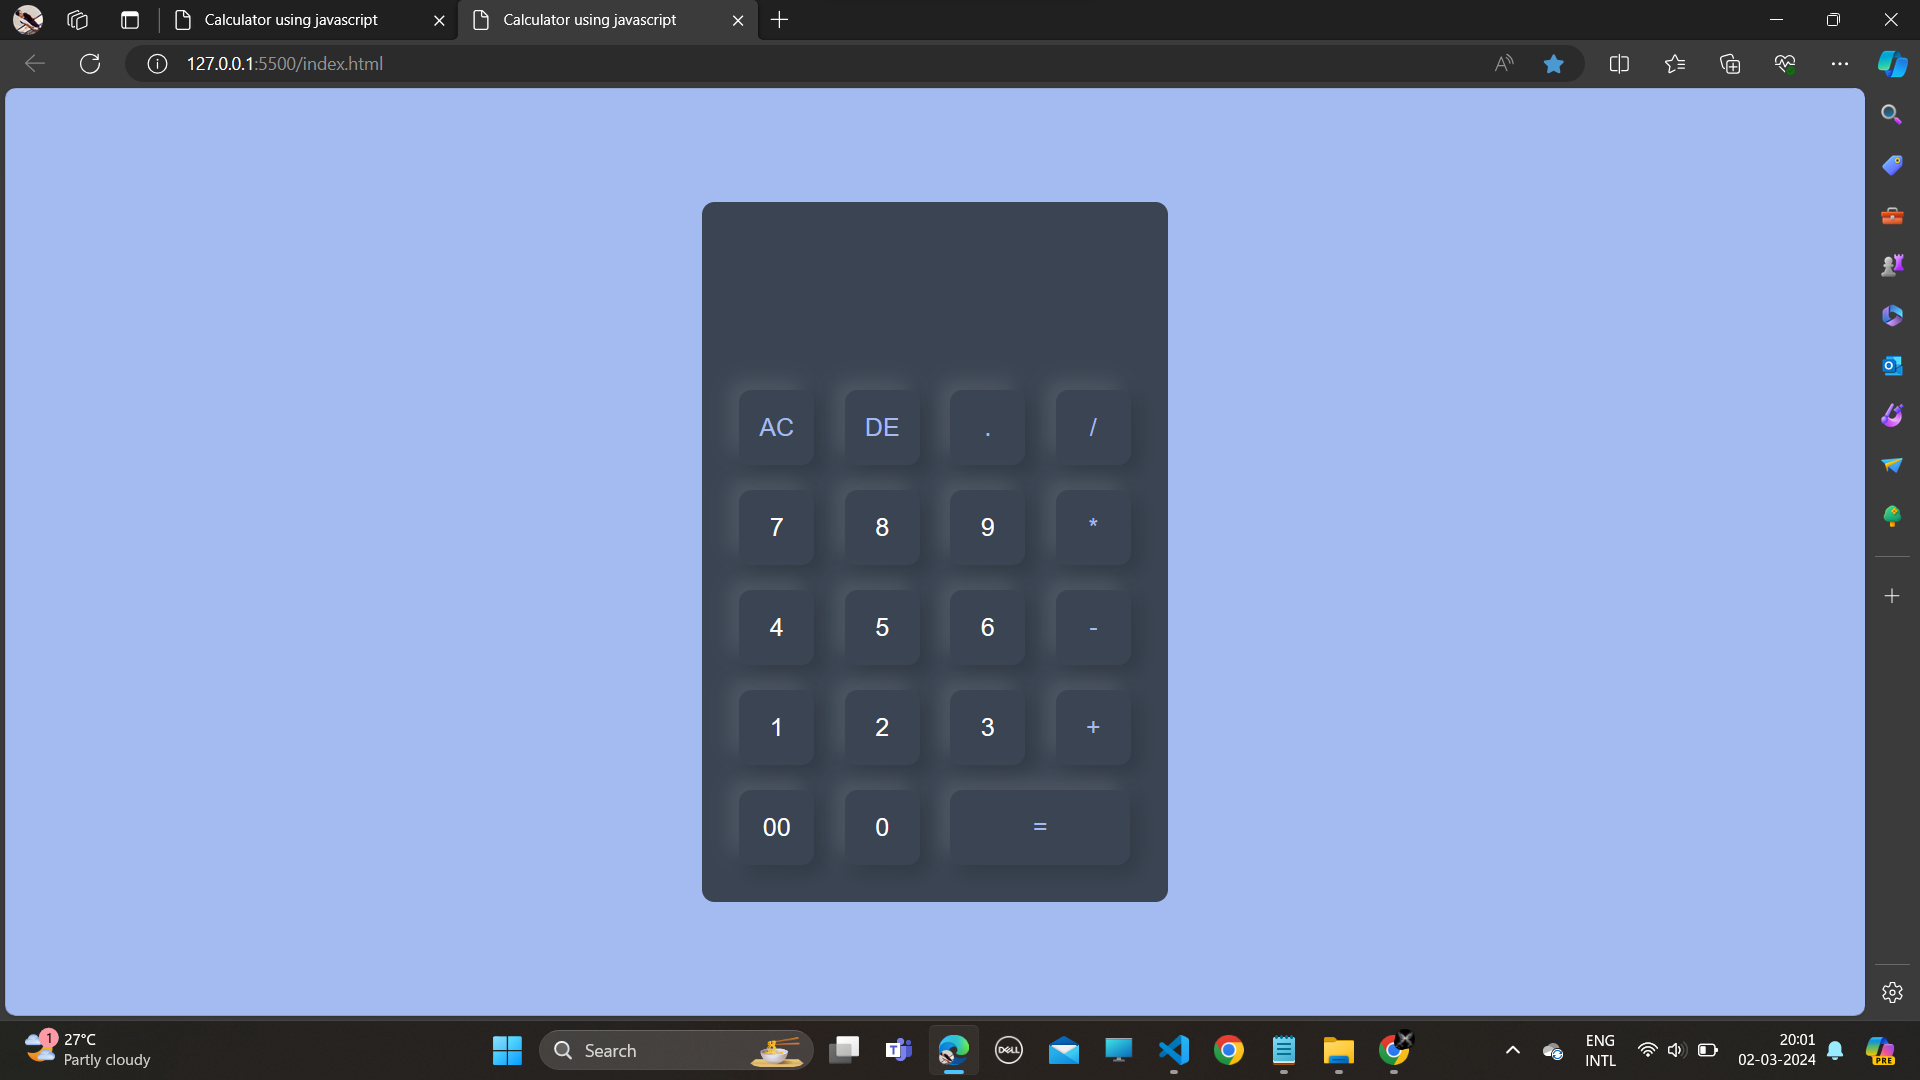 Calculator using javascript
Calculator using javascript
127.0.0.1:5500/index.html
AC DE . /
7 8 9 *
4 5 6 -
1 2 3 +
00 0 =
1
27°C
Partly cloudy
Search
DELL
ENG
INTL
20:01
02-03-2024
PRE